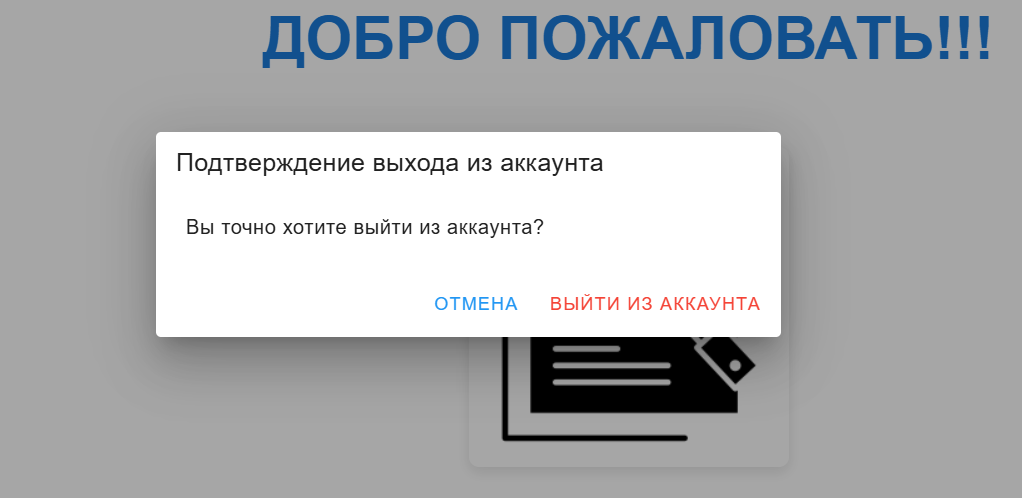 ДОБРО ПОЖАЛОВАТЬ!!!
Подтверждение выхода из аккаунта
Вы точно хотите выйти из аккаунта?
ОТМЕНА ВЫЙТИ ИЗ АККАУНТА